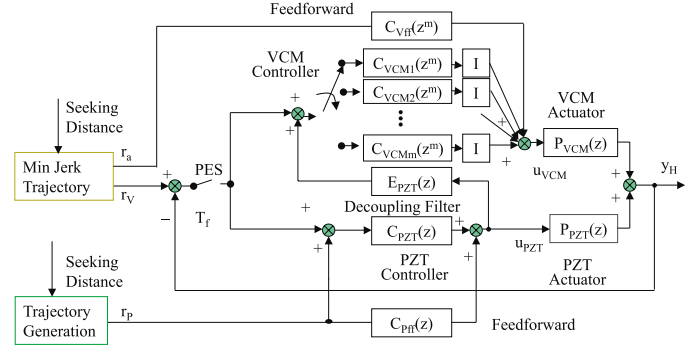 Feedforward
C_Vff(z^m)
VCM
Controller
C_VCM1(z^m)
I
C_VCM2(z^m)
I
C_VCMm(z^m)
I
VCM
Actuator
P_VCM(z)
Seeking
Distance
Min Jerk
Trajectory
r_a
r_V
+
−
PES
T_f
+
+
+
+
u_VCM
E_PZT(z)
Decoupling Filter
+
+
y_H
+
+
C_PZT(z)
PZT
Controller
+
+
u_PZT
P_PZT(z)
PZT
Actuator
Seeking
Distance
Trajectory
Generation
r_P
C_Pff(z)
Feedforward